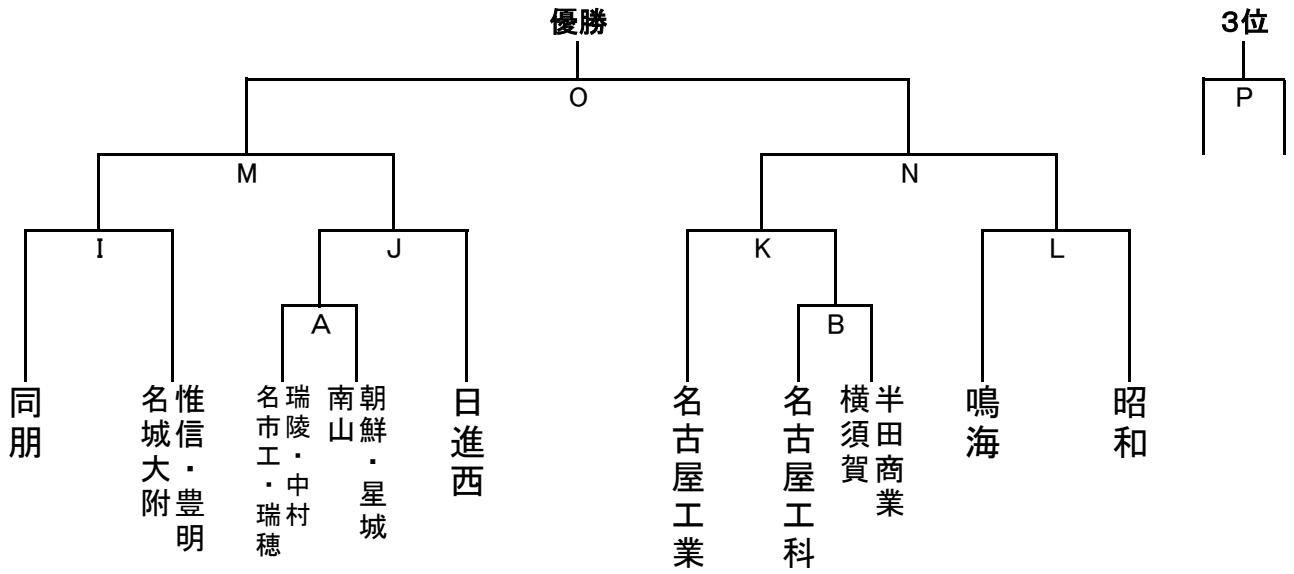 優勝
3位
O
P
M
N
I
J
K
L
A
B
同朋
惟信・豊明
名城大附
瑞陵・中村
名市工・瑞穂
朝鮮・星城
南山
日進西
名古屋工業
名古屋工科
半田商業
横須賀
鳴海
昭和